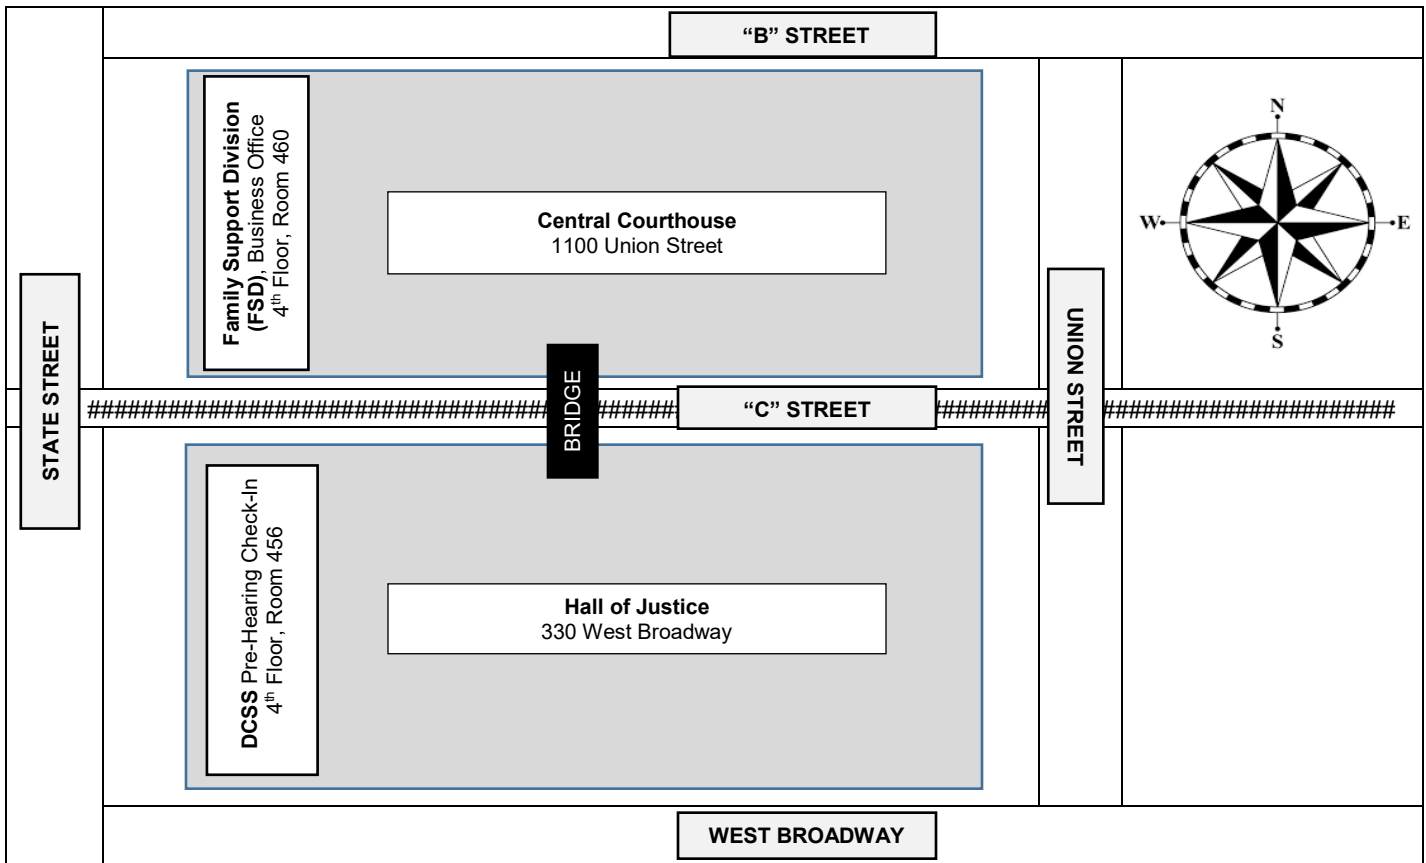 “B” STREET
N
W
E
S
Family Support Division
(FSD), Business Office
4th Floor, Room 460
Central Courthouse
1100 Union Street
STATE STREET
BRIDGE
UNION STREET
####################################################
“C” STREET
##########################################
DCSS Pre-Hearing Check-In
4th Floor, Room 456
Hall of Justice
330 West Broadway
WEST BROADWAY